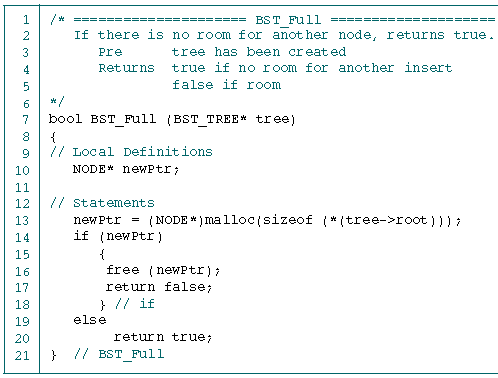 1 /* ===================== BST_Full ====================
2 If there is no room for another node, returns true.
3 Pre tree has been created
4 Returns true if no room for another insert
5 false if room
6 */
7 bool BST_Full (BST_TREE* tree)
8 {
9 // Local Definitions
10 NODE* newPtr;
11
12 // Statements
13 newPtr = (NODE*)malloc(sizeof (*(tree->root)));
14 if (newPtr)
15 {
16 free (newPtr);
17 return false;
18 } // if
19 else
20 return true;
21 } // BST_Full